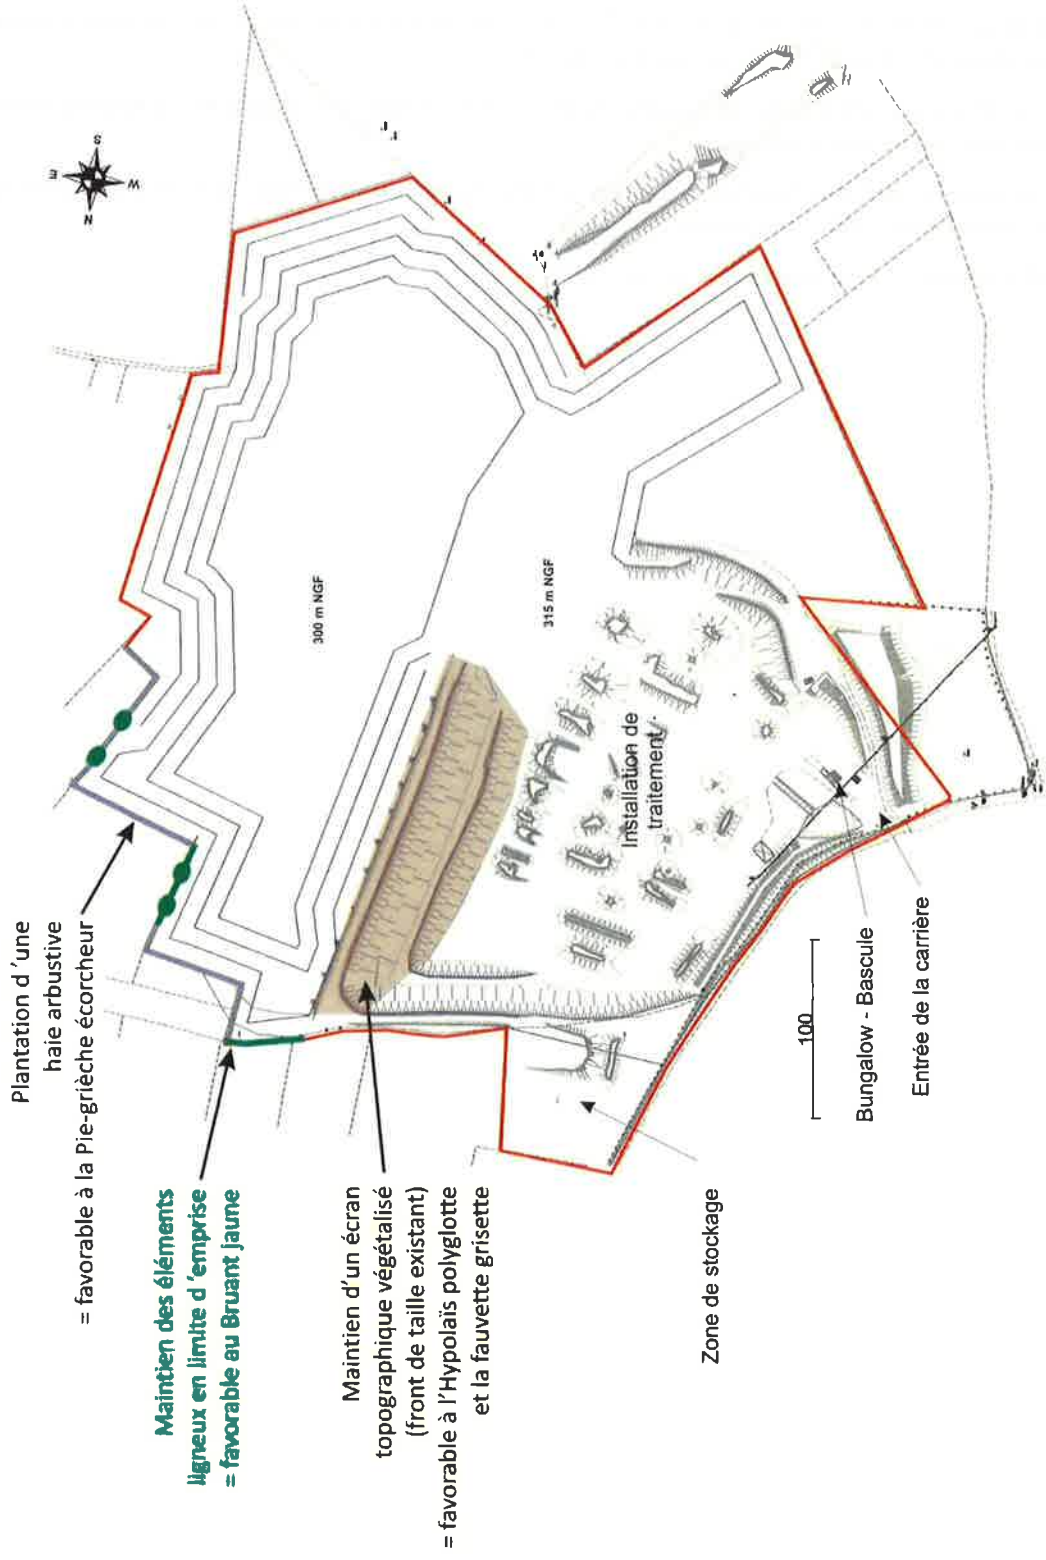 Plantation d'une
haie arbustive
= favorable à la Pie-grièche écorcheur
Maintien des éléments
ligneux en limite d'emprise
= favorable au Bruant jaune
Maintien d'un écran
topographique végétalisé
(front de taille existant)
= favorable à l'Hypolaïs polyglotte
et la fauvette grisette
Zone de stockage
N
E
S
W
300 m NGF
315 m NGF
Installation de
traitement
100
Bungalow - Bascule
Entrée de la carrière